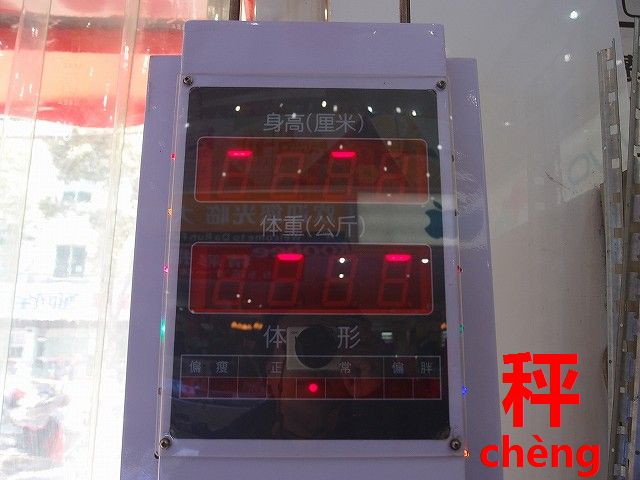 身高(厘米)
体重(公斤)
体 形
偏 瘦 正 常 偏 胖
秤
chèng